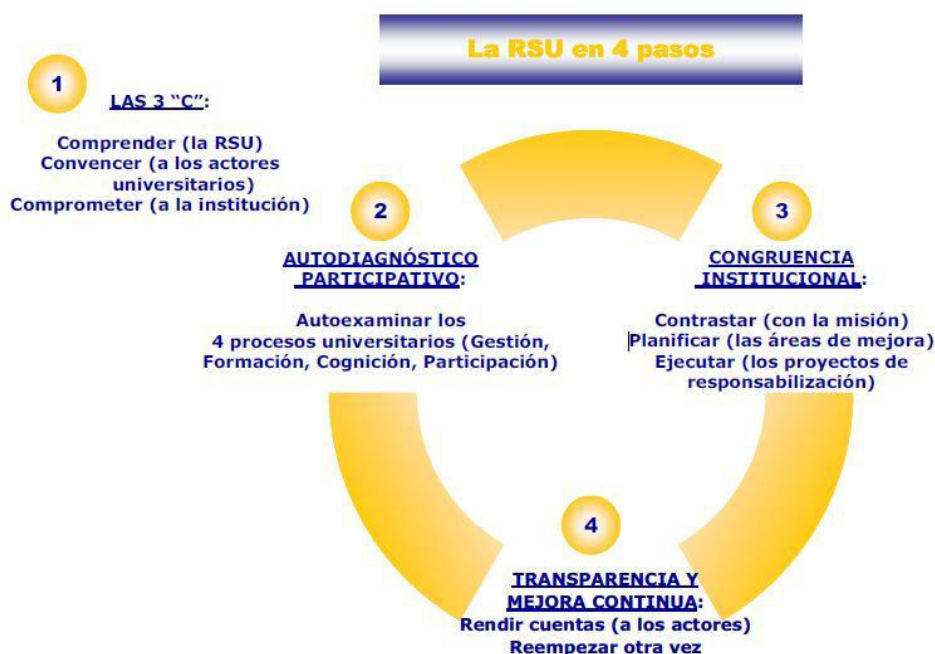 La RSU en 4 pasos
1
LAS 3 “C”:
Comprender (la RSU)
Convencer (a los actores
universitarios)
Comprometer (a la institución)
2
AUTODIAGNÓSTICO
PARTICIPATIVO:
Autoexaminar los
4 procesos universitarios (Gestión,
Formación, Cognición, Participación)
3
CONGRUENCIA
INSTITUCIONAL:
Contrastar (con la misión)
Planificar (las áreas de mejora)
Ejecutar (los proyectos de
responsabilización)
4
TRANSPARENCIA Y
MEJORA CONTINUA:
Rendir cuentas (a los actores)
Reempezar otra vez